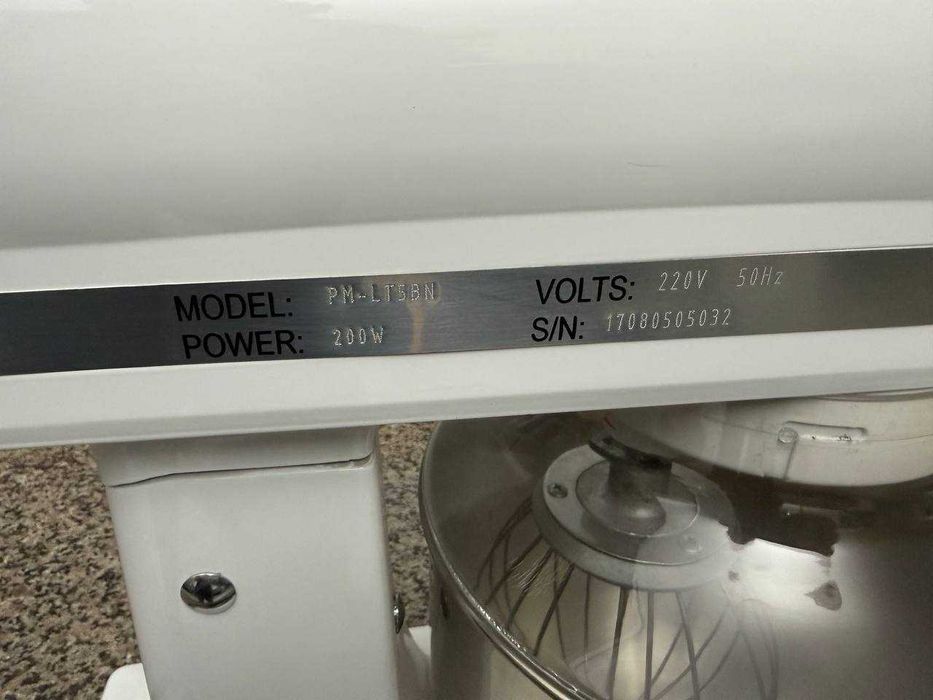 MODEL: PM-LT5BN VOLTS: 220V 50Hz
POWER: 200W S/N: 17080505032